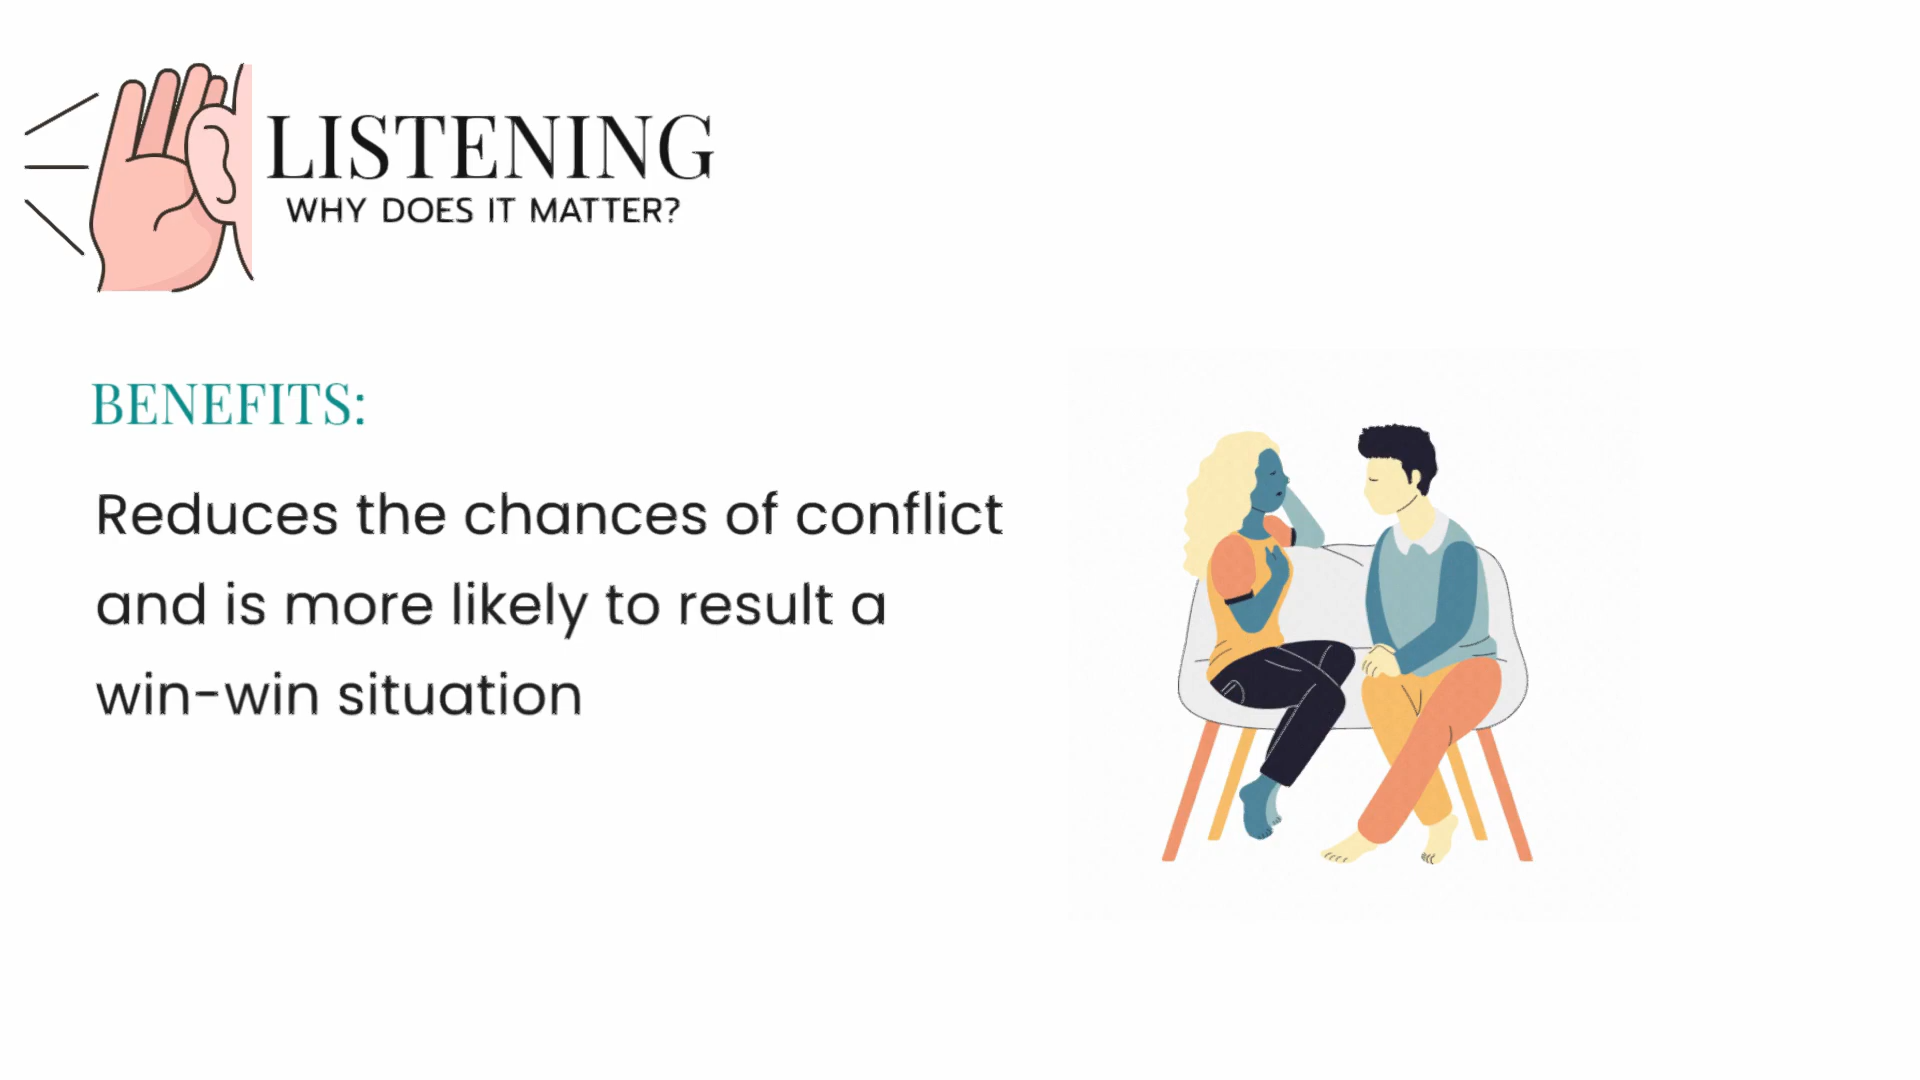 LISTENING
WHY DOES IT MATTER?
BENEFITS:
Reduces the chances of conflict
and is more likely to result a
win-win situation